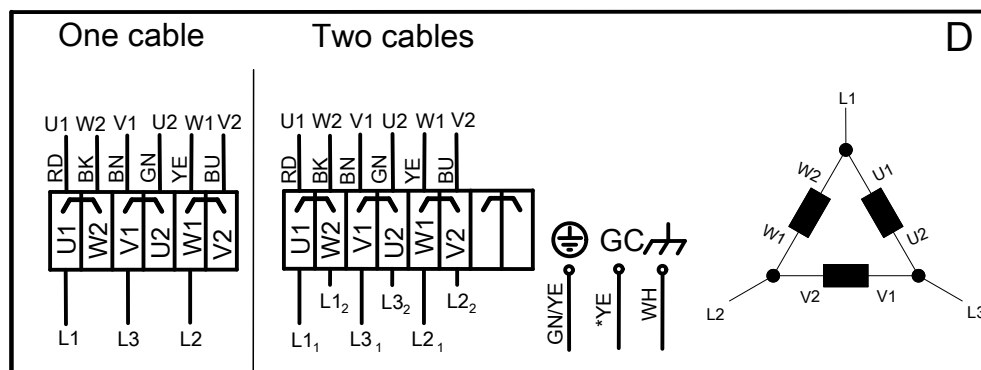 One cable
Two cables
D
U1 W2 V1 U2 W1 V2
RD BK BN GN YE BU
U1 W2 V1 U2 W1 V2
L1 L3 L2
U1 W2 V1 U2 W1 V2
RD BK BN GN YE BU
U1 W2 V1 U2 W1 V2
L1₂ L3₂ L2₂
L1₁ L3₁ L2₁
GC
GN/YE *YE WH
L1
W2 U1
W1 U2
V2 V1
L2 L3